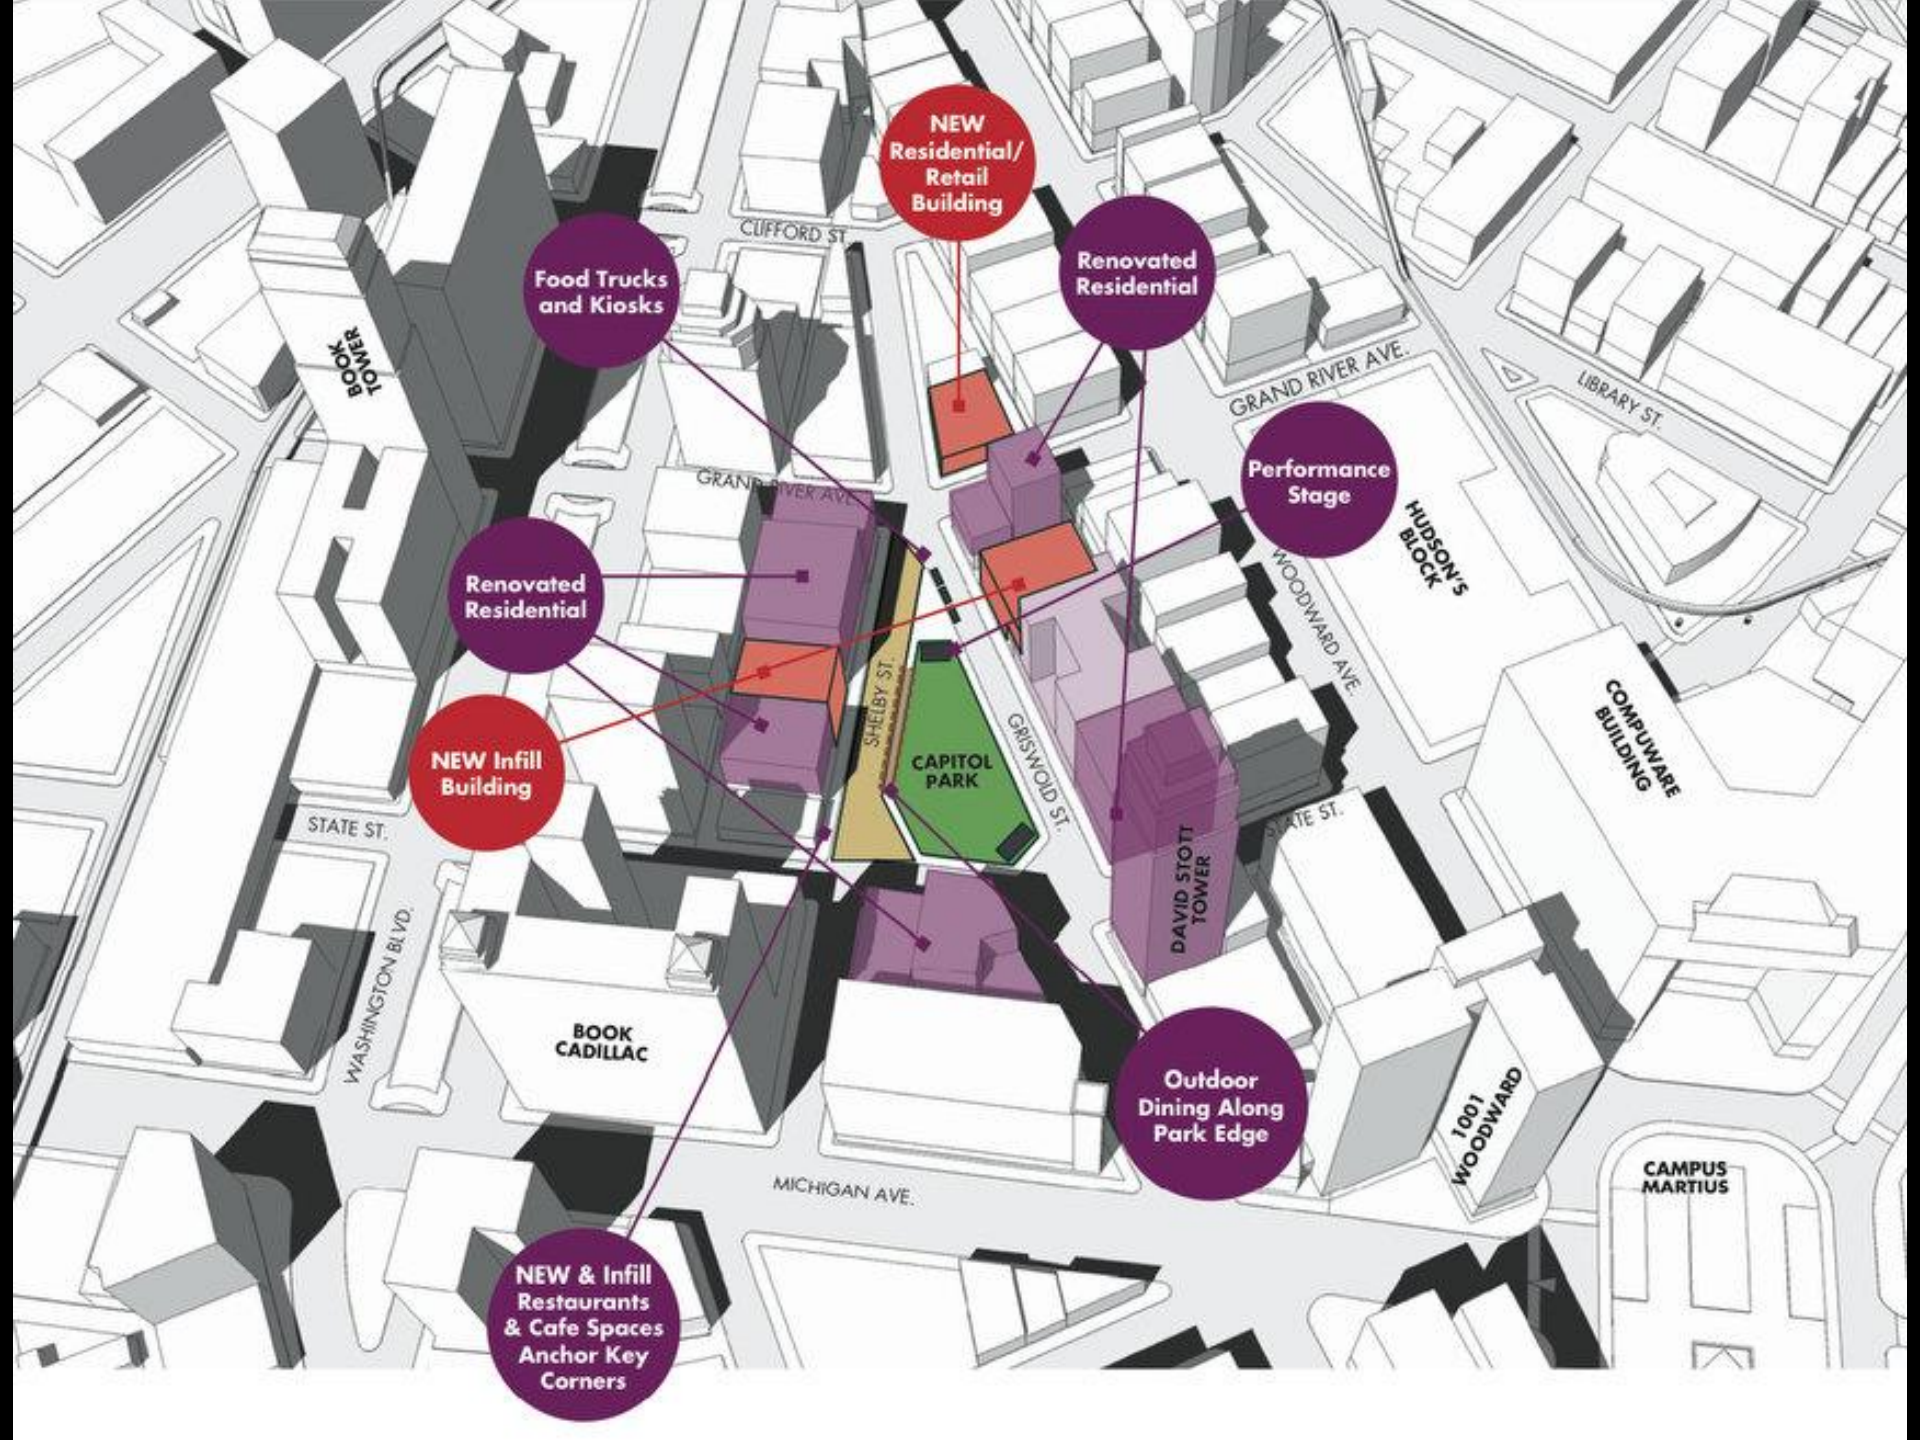 NEW
Residential/
Retail
Building
CLIFFORD ST.
Food Trucks
and Kiosks
Renovated
Residential
BOOK
TOWER
GRAND RIVER AVE.
LIBRARY ST.
Performance
Stage
GRAND RIVER AVE.
HUDSON'S
BLOCK
Renovated
Residential
WOODWARD AVE.
SHELBY ST.
NEW Infill
Building
CAPITOL
PARK
GRISWOLD ST.
COMPUWARE
BUILDING
STATE ST.
STATE ST.
DAVID STOTT
TOWER
WASHINGTON BLVD.
BOOK
CADILLAC
Outdoor
Dining Along
Park Edge
1001
WOODWARD
CAMPUS
MARTIUS
MICHIGAN AVE.
NEW & Infill
Restaurants
& Cafe Spaces
Anchor Key
Corners